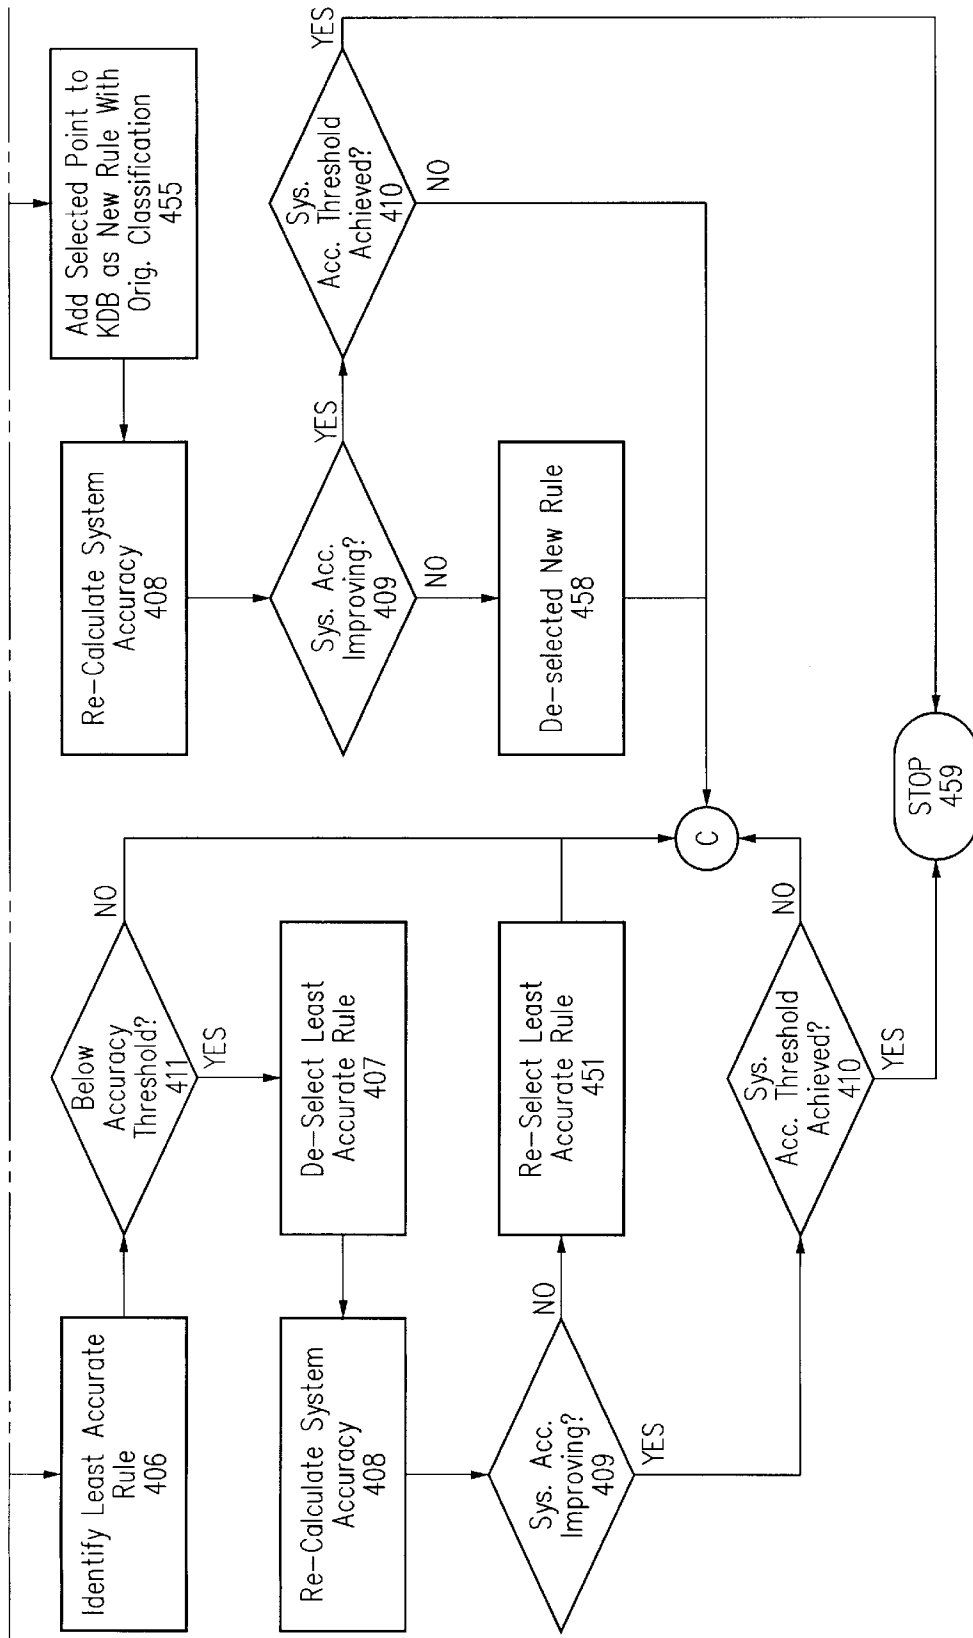 Identify Least Accurate
Rule
406
Below
Accuracy
Threshold?
411
NO
YES
De-Select Least
Accurate Rule
407
Re-Calculate System
Accuracy
408
Sys. Acc.
Improving?
409
NO
YES
Re-Select Least
Accurate Rule
451
Sys.
Acc. Threshold
Achieved?
410
NO
YES
C
STOP
459
Add Selected Point to
KDB as New Rule With
Orig. Classification
455
Re-Calculate System
Accuracy
408
Sys. Acc.
Improving?
409
YES
NO
De-selected New Rule
458
Sys.
Acc. Threshold
Achieved?
410
YES
NO